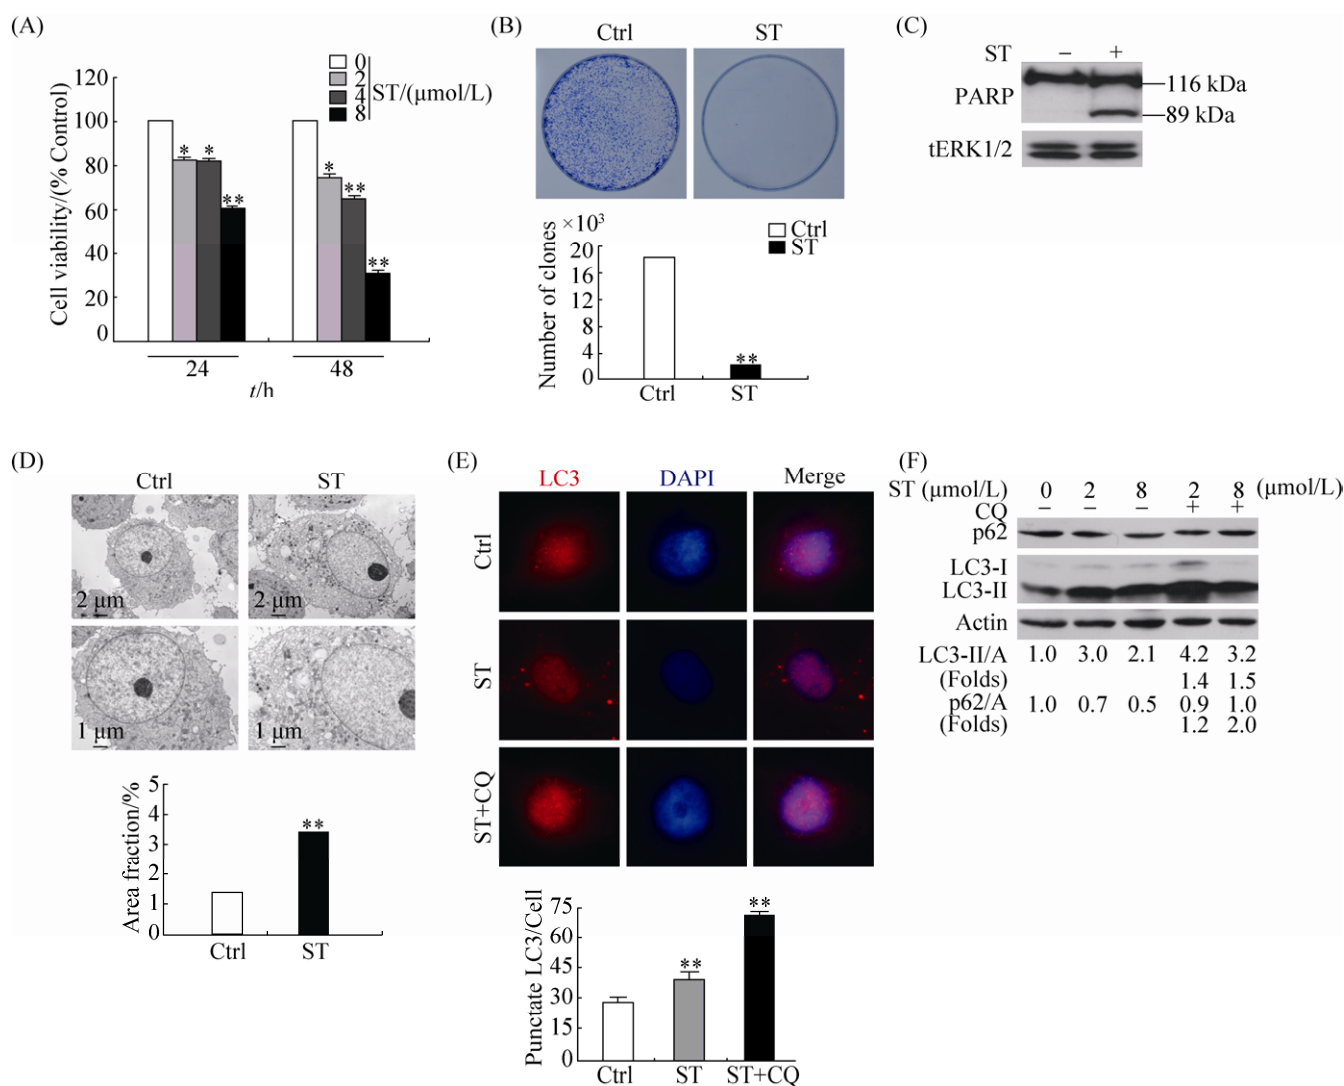 (A)
0
2
4
8
ST/(μmol/L)
Cell viability/(% Control)
120
100
80
60
40
20
0
* * ** * ** **
24 48
t/h
(B)
Ctrl ST
×10³
Ctrl
ST
Number of clones
20
16
12
8
4
0
**
Ctrl ST
(C)
ST − +
PARP
116 kDa
89 kDa
tERK1/2
(D)
Ctrl ST
2 μm 2 μm
1 μm 1 μm
Area fraction/%
5
4
3
2
1
0
**
Ctrl ST
(E)
LC3 DAPI Merge
Ctrl
ST
ST+CQ
Punctate LC3/Cell
75
60
45
30
15
0
** **
Ctrl ST ST+CQ
(F)
ST (μmol/L) 0 2 8 2 8 (μmol/L)
CQ − − − + +
p62
LC3-I
LC3-II
Actin
LC3-II/A 1.0 3.0 2.1 4.2 3.2
(Folds) 1.4 1.5
p62/A 1.0 0.7 0.5 0.9 1.0
(Folds) 1.2 2.0